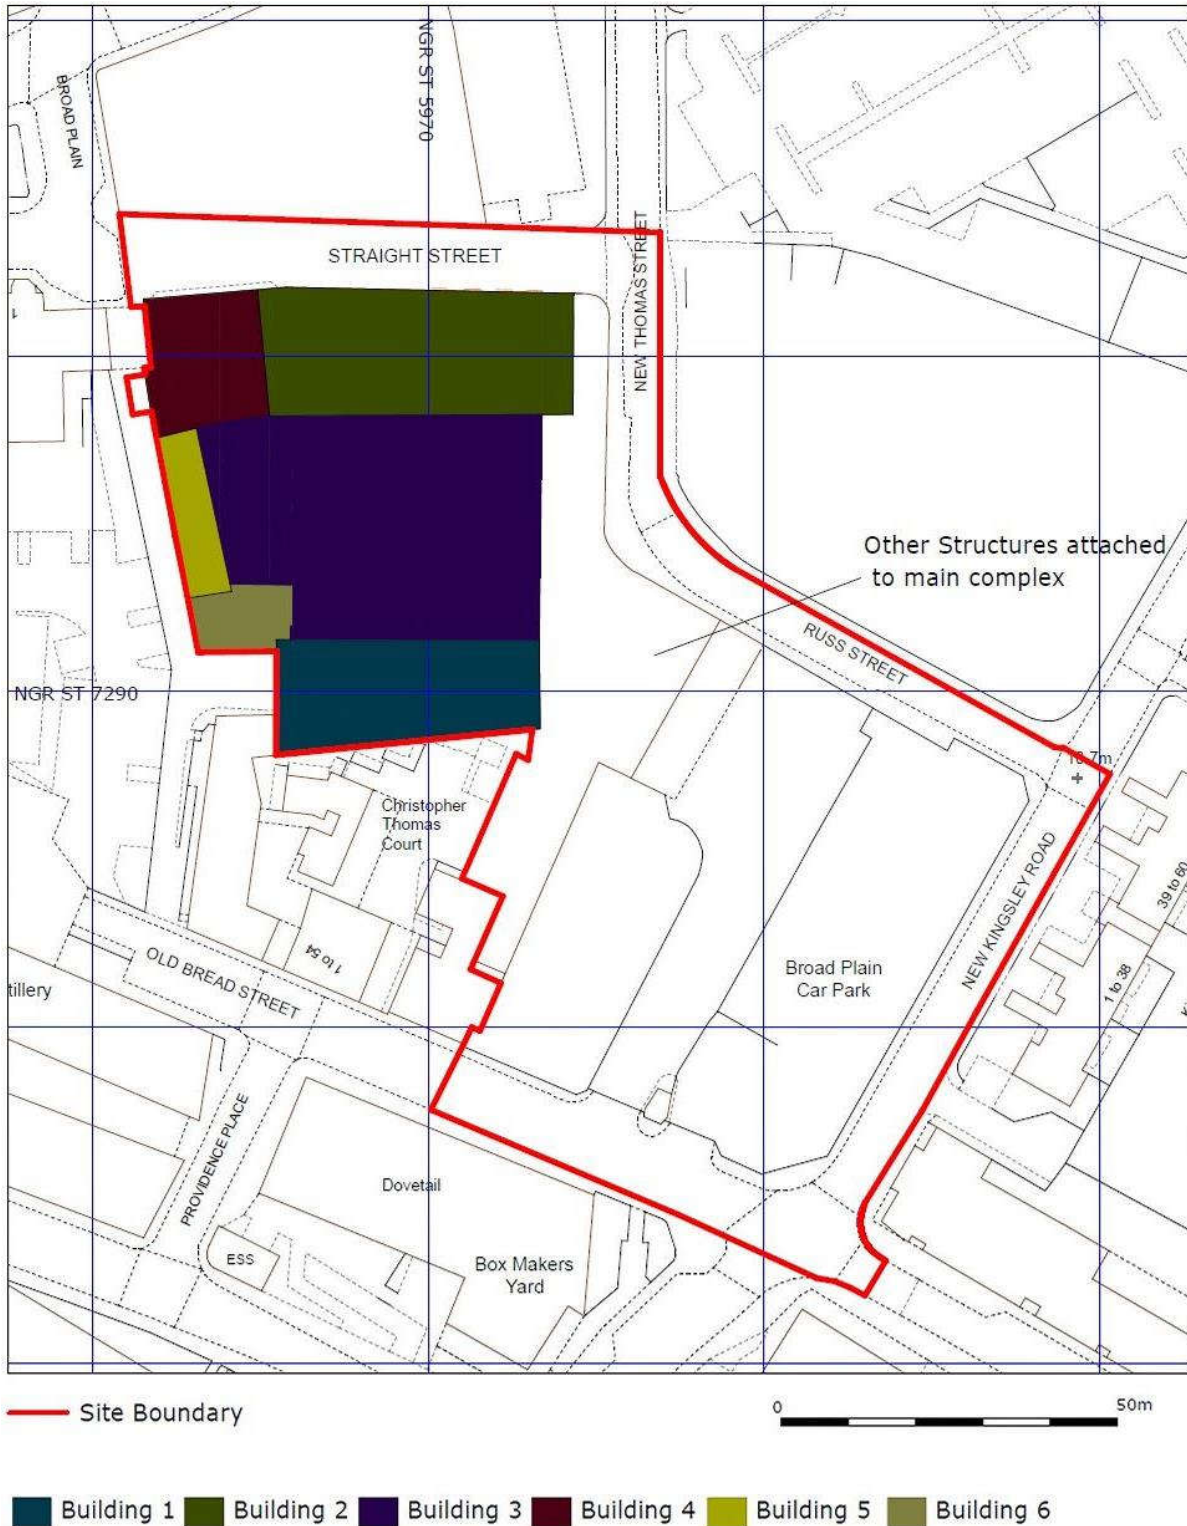 BROAD PLAIN
NGR ST 5970
STRAIGHT STREET
NEW THOMAS STREET
1
Other Structures attached
to main complex
RUSS STREET
NGR ST 7290
Christopher
Thomas
Court
NEW KINGSLEY ROAD
39 to 60
1 to 38
1 to 54
OLD BREAD STREET
Broad Plain
Car Park
tillery
PROVIDENCE PLACE
Dovetail
ESS
Box Makers
Yard
Site Boundary
0 50m
Building 1 Building 2 Building 3 Building 4 Building 5 Building 6